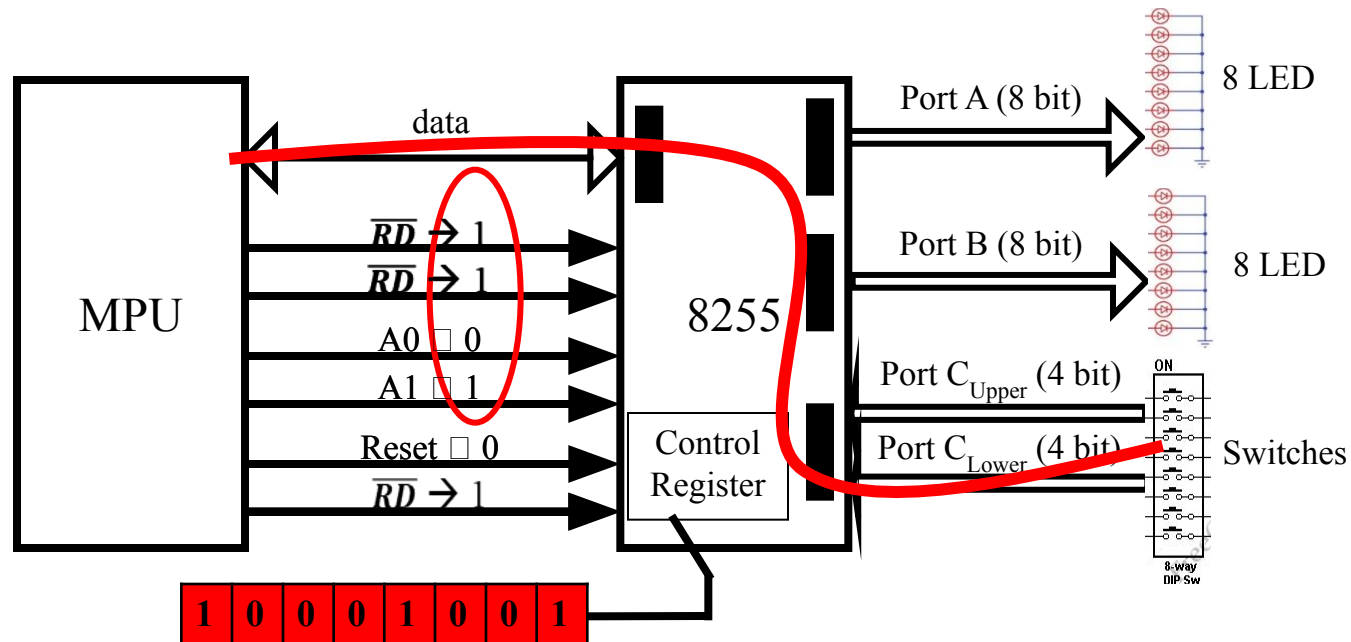 8 LED
Port A (8 bit)
data
RD̅ → 1
RD̅ → 1
Port B (8 bit)
8 LED
MPU
8255
A0 □ 0
A1 □ 1
ON
Port C_Upper (4 bit)
Reset □ 0
Control
Register
Port C_Lower (4 bit)
Switches
RD̅ → 1
8-way
DIP Sw
1 0 0 0 1 0 0 1